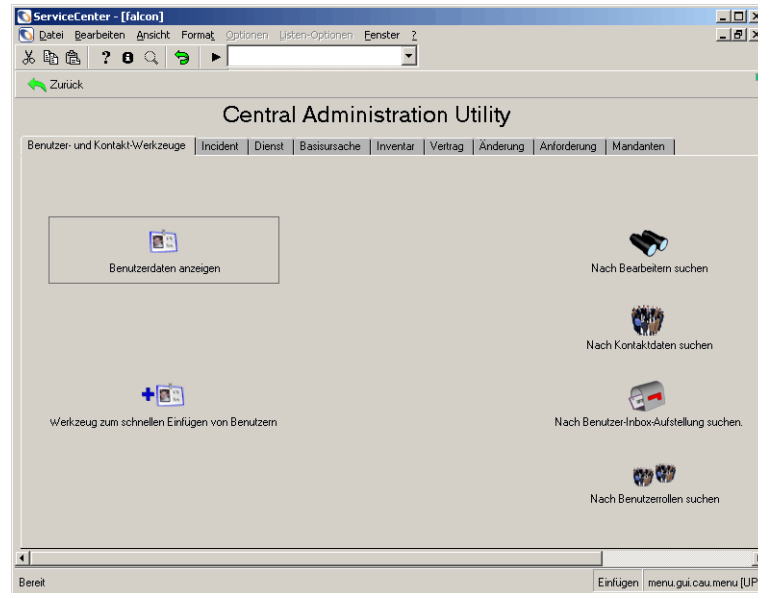 ServiceCenter - [falcon]
Datei Bearbeiten Ansicht Format Optionen Listen-Optionen Fenster ?
Zurück
Central Administration Utility
Benutzer- und Kontakt-Werkzeuge Incident Dienst Basisursache Inventar Vertrag Änderung Anforderung Mandanten
Benutzerdaten anzeigen
Nach Bearbeitern suchen
Nach Kontaktdaten suchen
Werkzeug zum schnellen Einfügen von Benutzern
Nach Benutzer-Inbox-Aufstellung suchen.
Nach Benutzerrollen suchen
Bereit Einfügen menu.gui.cau.menu [UP